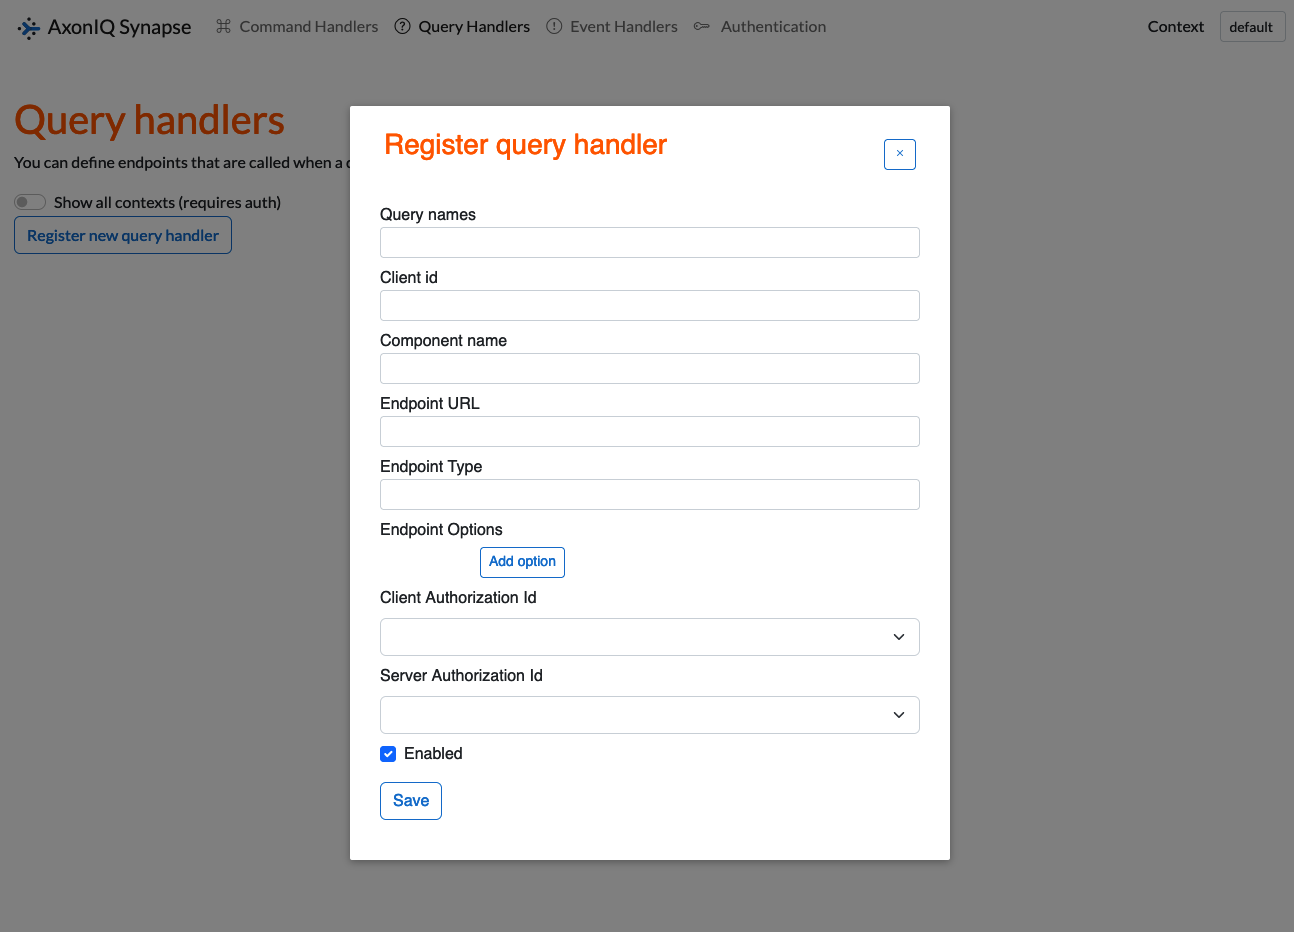 AxonIQ Synapse Command Handlers Query Handlers Event Handlers Authentication Context default
Query handlers
You can define endpoints that are called when a
Show all contexts (requires auth)
Register new query handler
Register query handler
×
Query names
Client id
Component name
Endpoint URL
Endpoint Type
Endpoint Options
Add option
Client Authorization Id
Server Authorization Id
Enabled
Save